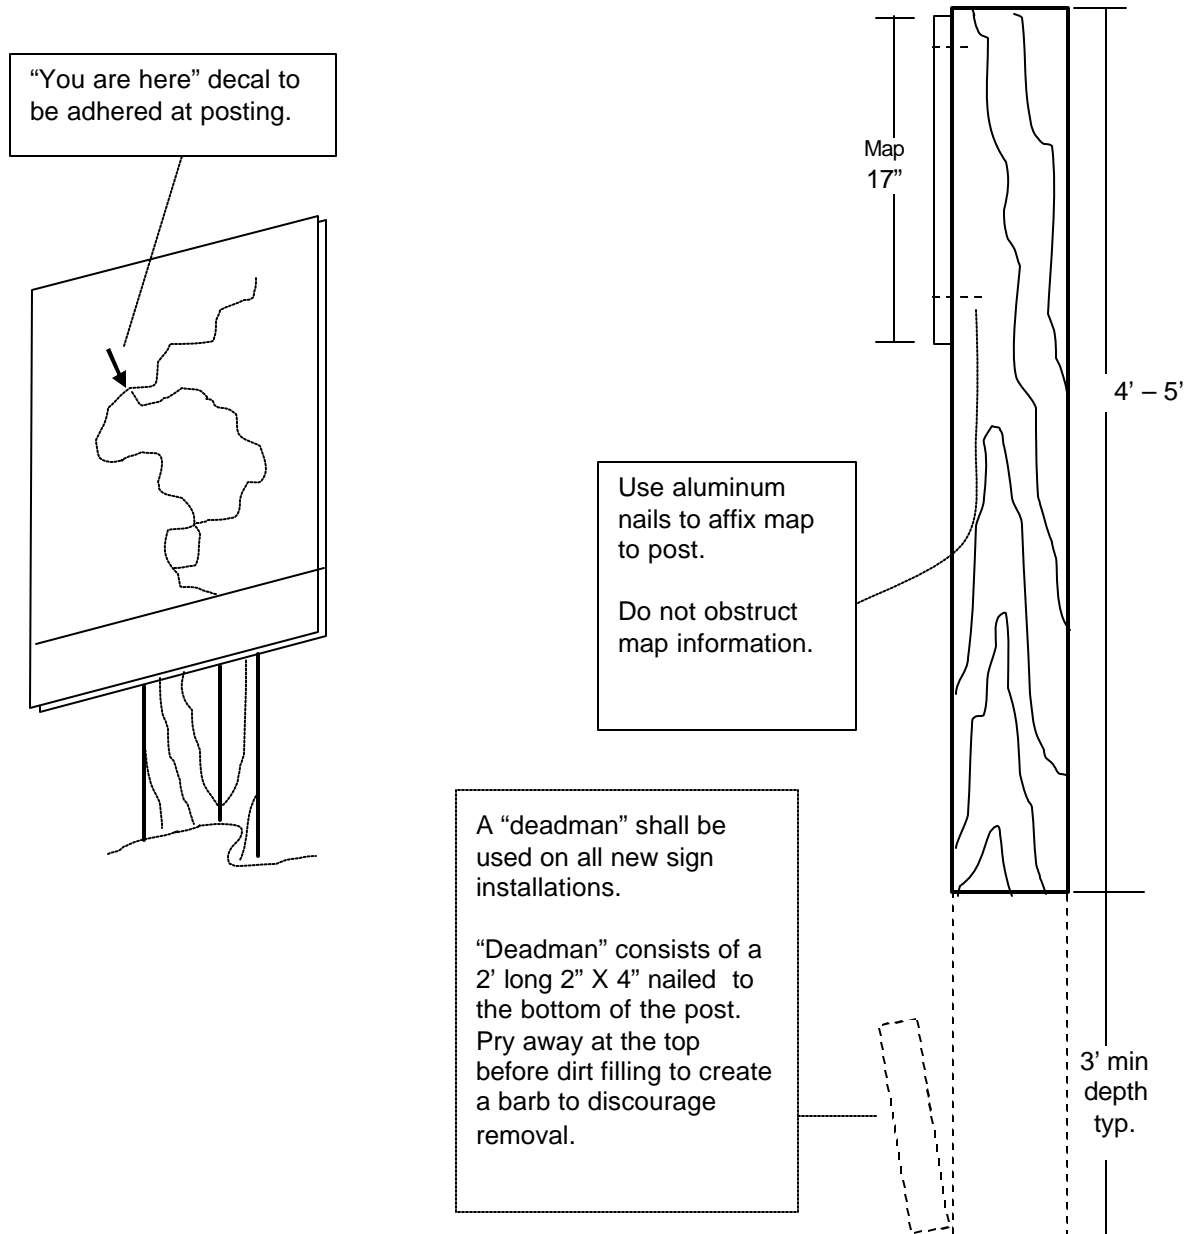 “You are here” decal to
be adhered at posting.
Map
17”
4’ – 5’
Use aluminum
nails to affix map
to post.
Do not obstruct
map information.
A “deadman” shall be
used on all new sign
installations.
“Deadman” consists of a
2’ long 2” X 4” nailed to
the bottom of the post.
Pry away at the top
before dirt filling to create
a barb to discourage
removal.
3’ min
depth
typ.